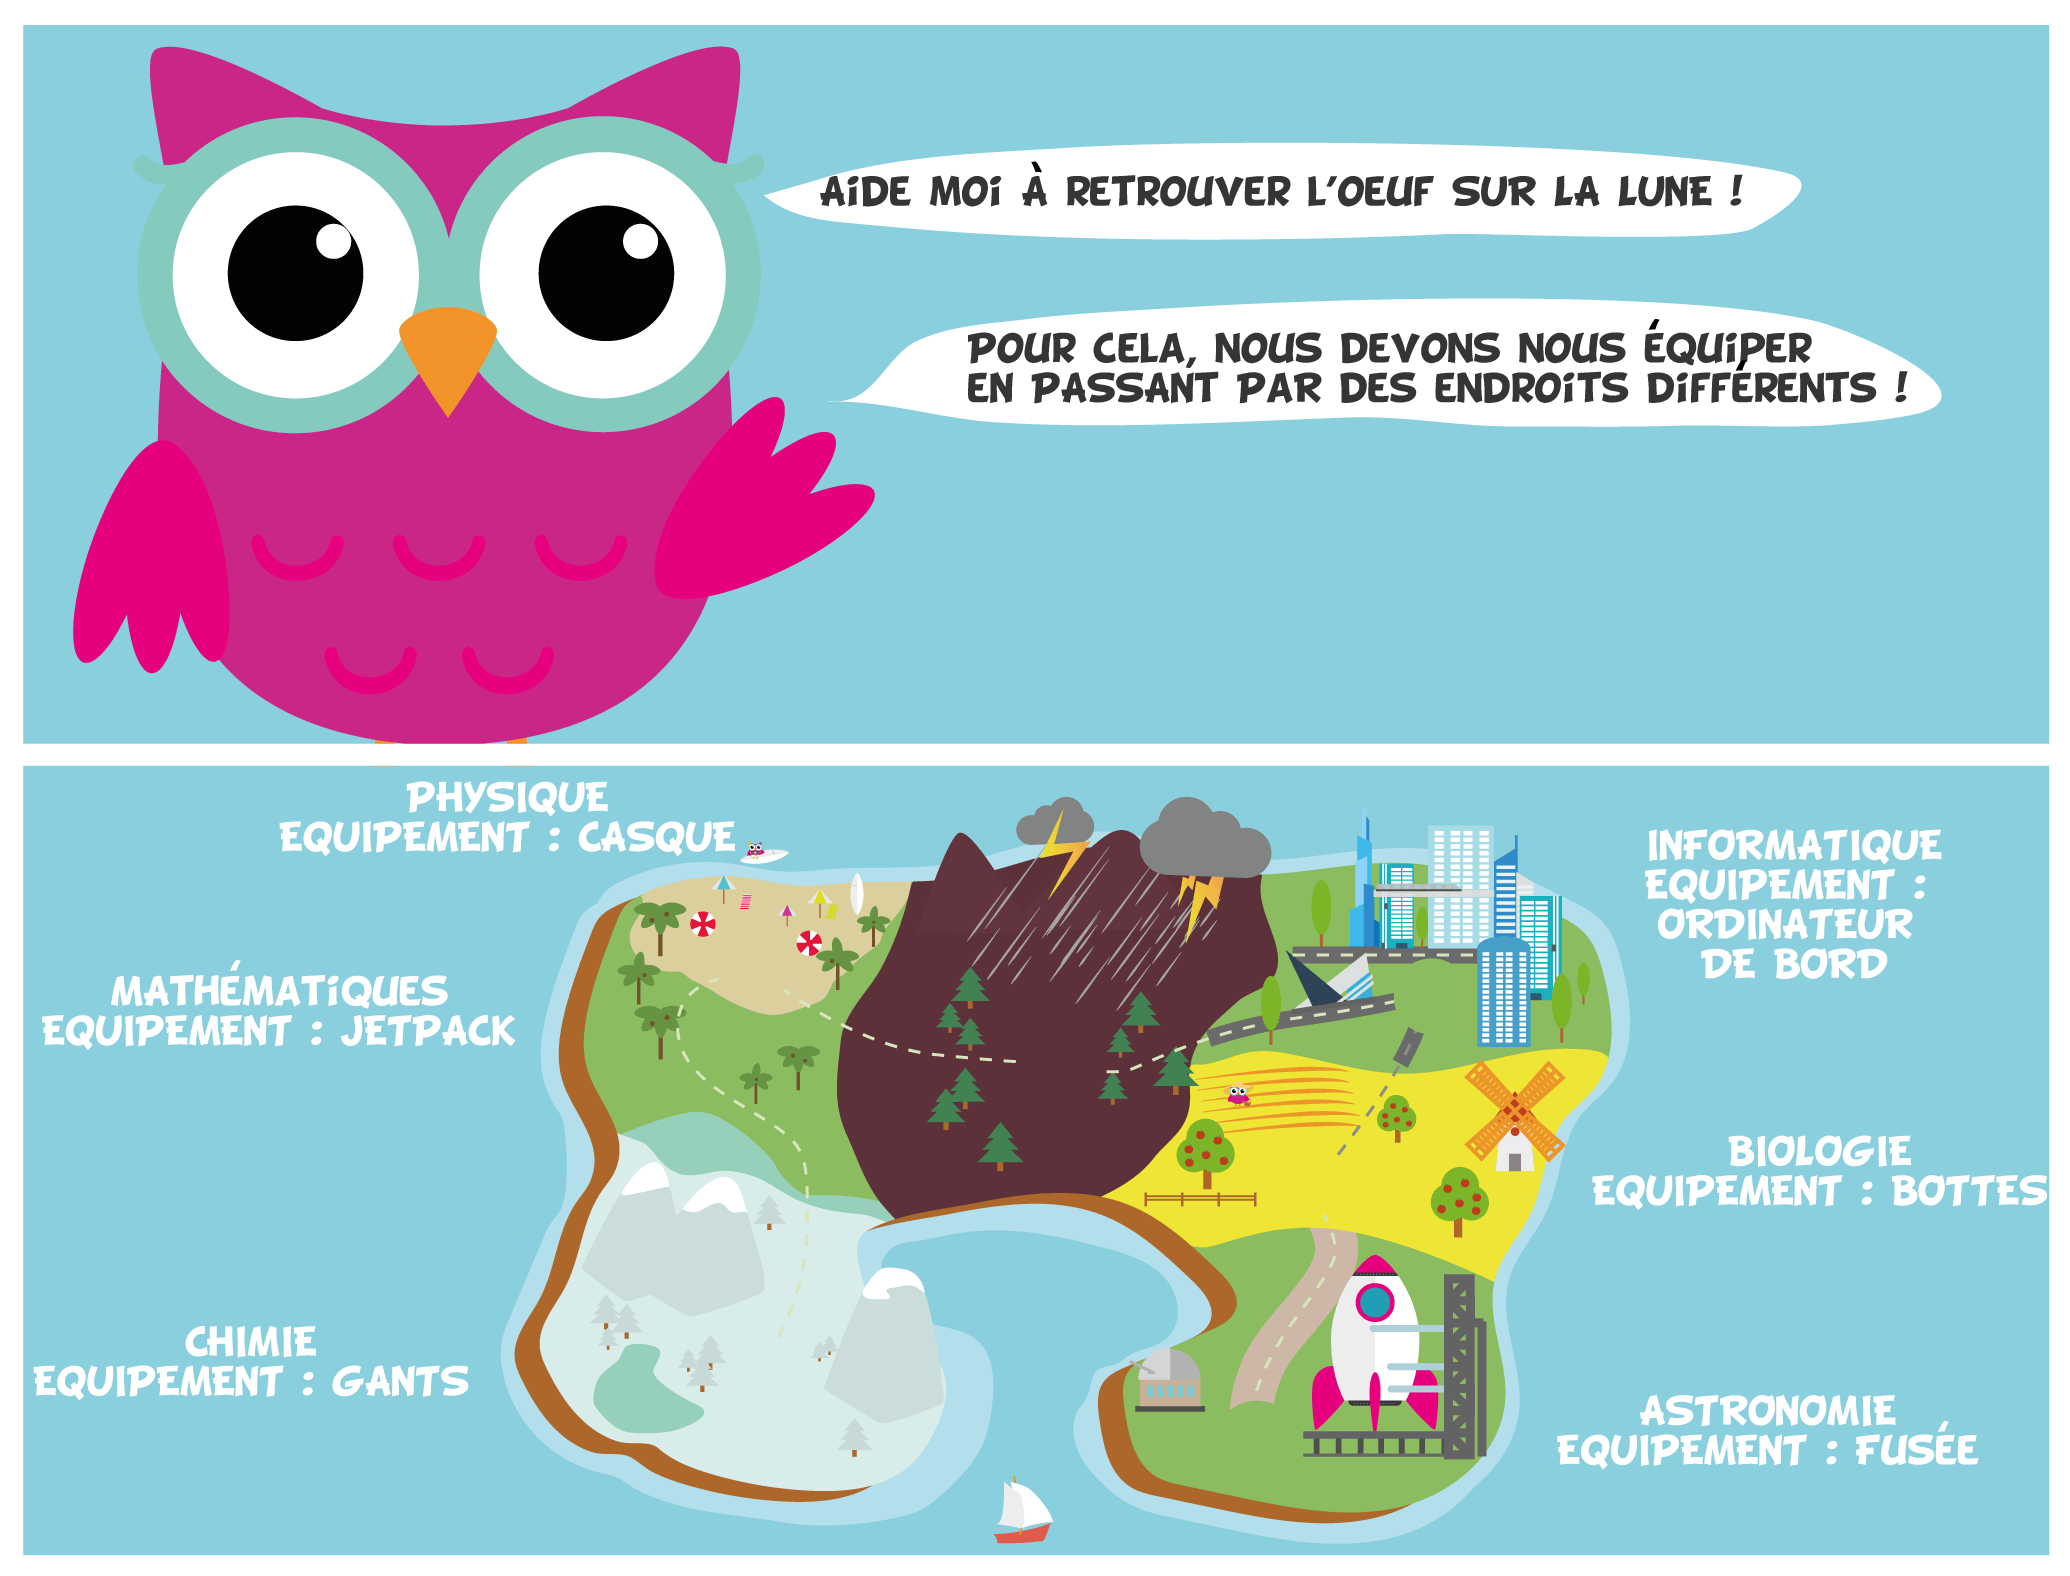 AiDE MOi À RETROUVER L'OEUF SUR LA LUNE !
POUR CELA, NOUS DEVONS NOUS ÉQUiPER
EN PASSANT PAR DES ENDROiTS DiFFÉRENTS !
PHYSIQUE
EQUIPEMENT : CASQUE
INFORMATIQUE
EQUIPEMENT :
ORDINATEUR
DE BORD
MATHÉMATiQUES
EQUIPEMENT : JETPACK
BIOLOGIE
EQUIPEMENT : BOTTES
CHIMIE
EQUIPEMENT : GANTS
ASTRONOMIE
EQUIPEMENT : FUSÉE